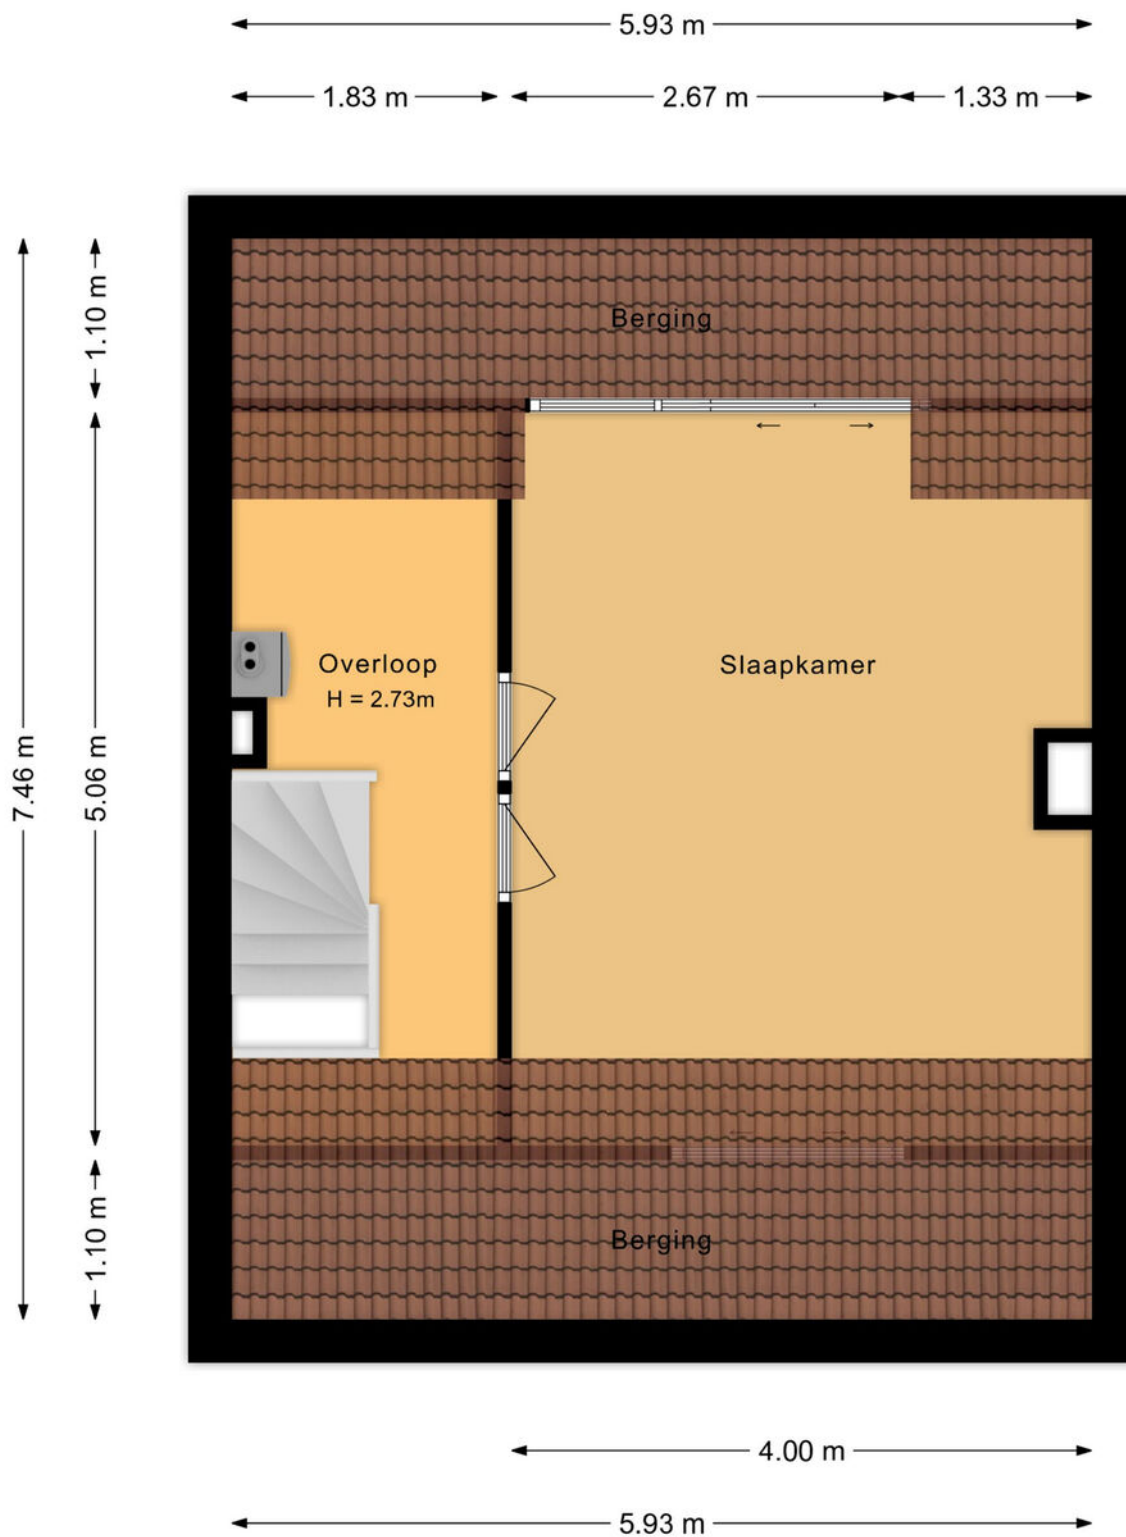 5.93 m
1.83 m
2.67 m
1.33 m
1.10 m
Berging
Overloop
H = 2.73m
Slaapkamer
7.46 m
5.06 m
1.10 m
Berging
4.00 m
5.93 m